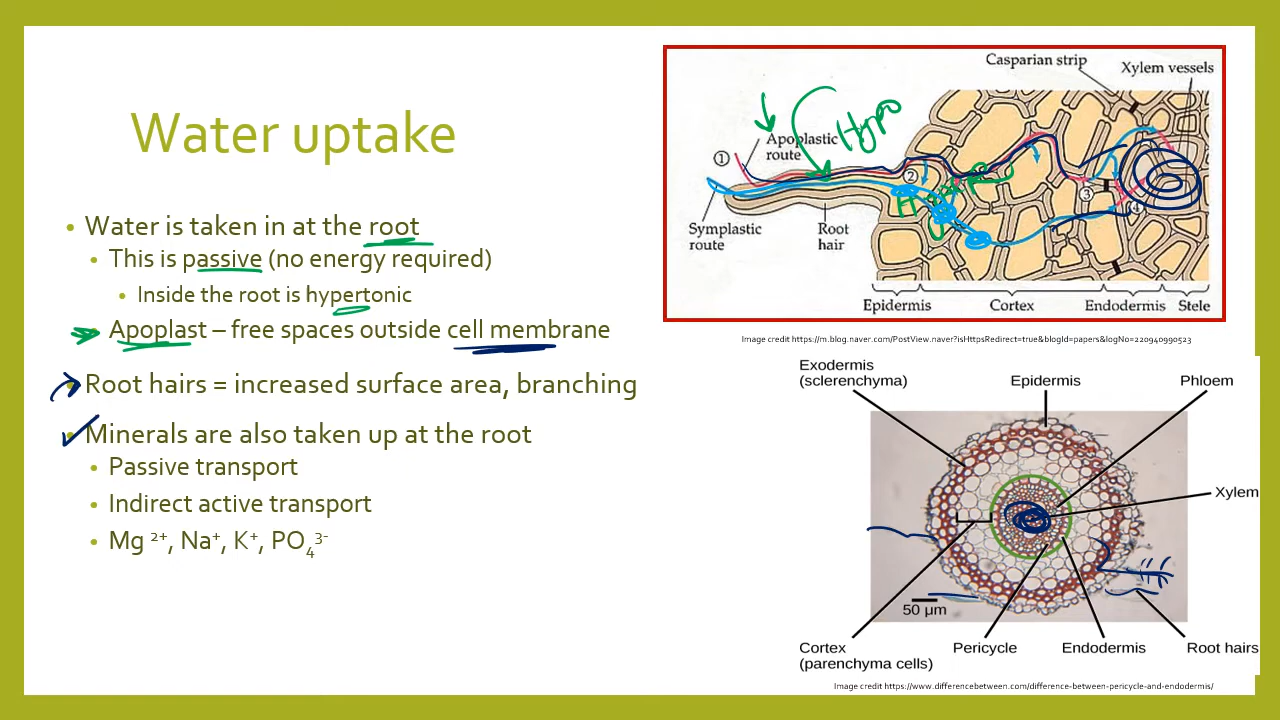 Water uptake
• Water is taken in at the root
• This is passive (no energy required)
• Inside the root is hypertonic
• Apoplast – free spaces outside cell membrane
• Root hairs = increased surface area, branching
• Minerals are also taken up at the root
• Passive transport
• Indirect active transport
• Mg ²⁺, Na⁺, K⁺, PO₄³⁻
Casparian strip
Xylem vessels
Hypo
① Apoplastic
route
②
③
④
Symplastic
route
Root
hair
Epidermis
Cortex
Endodermis
Stele
Image credit https://m.blog.naver.com/PostView.naver?isHttpsRedirect=true&blogId=papers&logNo=220940990523
Exodermis
(sclerenchyma)
Epidermis
Phloem
Xylem
50 µm
Cortex
(parenchyma cells)
Pericycle
Endodermis
Root hairs
Image credit https://www.differencebetween.com/difference-between-pericycle-and-endodermis/